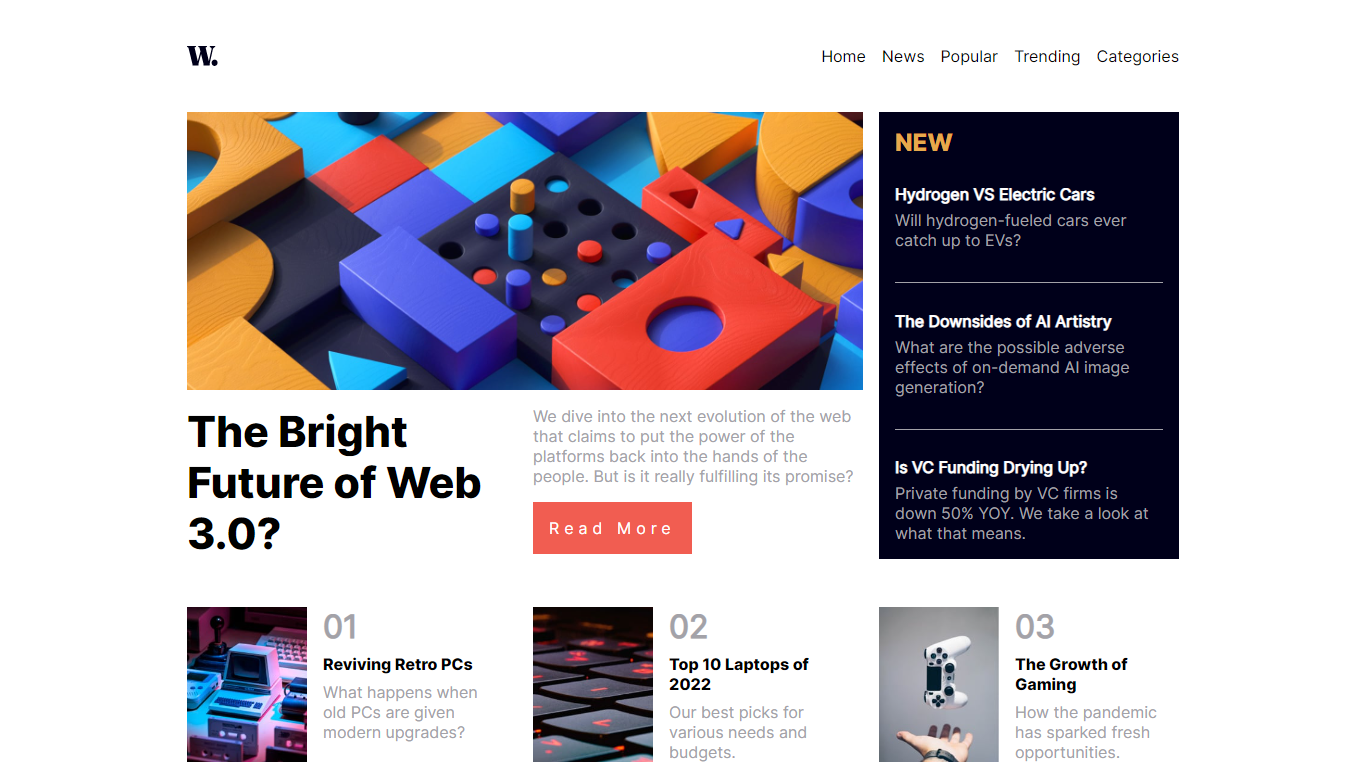 W.
Home News Popular Trending Categories
The Bright
Future of Web
3.0?
We dive into the next evolution of the web
that claims to put the power of the
platforms back into the hands of the
people. But is it really fulfilling its promise?
Read More
NEW
Hydrogen VS Electric Cars
Will hydrogen-fueled cars ever
catch up to EVs?
The Downsides of AI Artistry
What are the possible adverse
effects of on-demand AI image
generation?
Is VC Funding Drying Up?
Private funding by VC firms is
down 50% YOY. We take a look at
what that means.
01
Reviving Retro PCs
What happens when
old PCs are given
modern upgrades?
02
Top 10 Laptops of
2022
Our best picks for
various needs and
budgets.
03
The Growth of
Gaming
How the pandemic
has sparked fresh
opportunities.